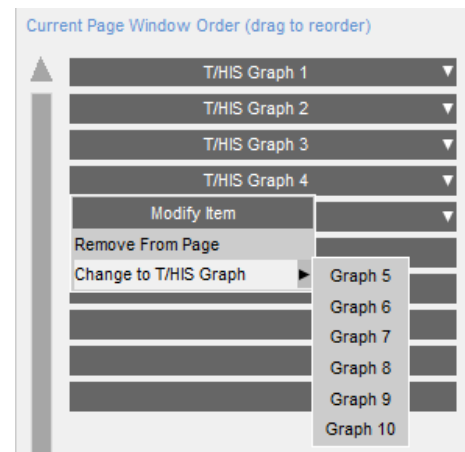 Current Page Window Order (drag to reorder)
T/HIS Graph 1
T/HIS Graph 2
T/HIS Graph 3
T/HIS Graph 4
Modify Item
Remove From Page
Change to T/HIS Graph
Graph 5
Graph 6
Graph 7
Graph 8
Graph 9
Graph 10